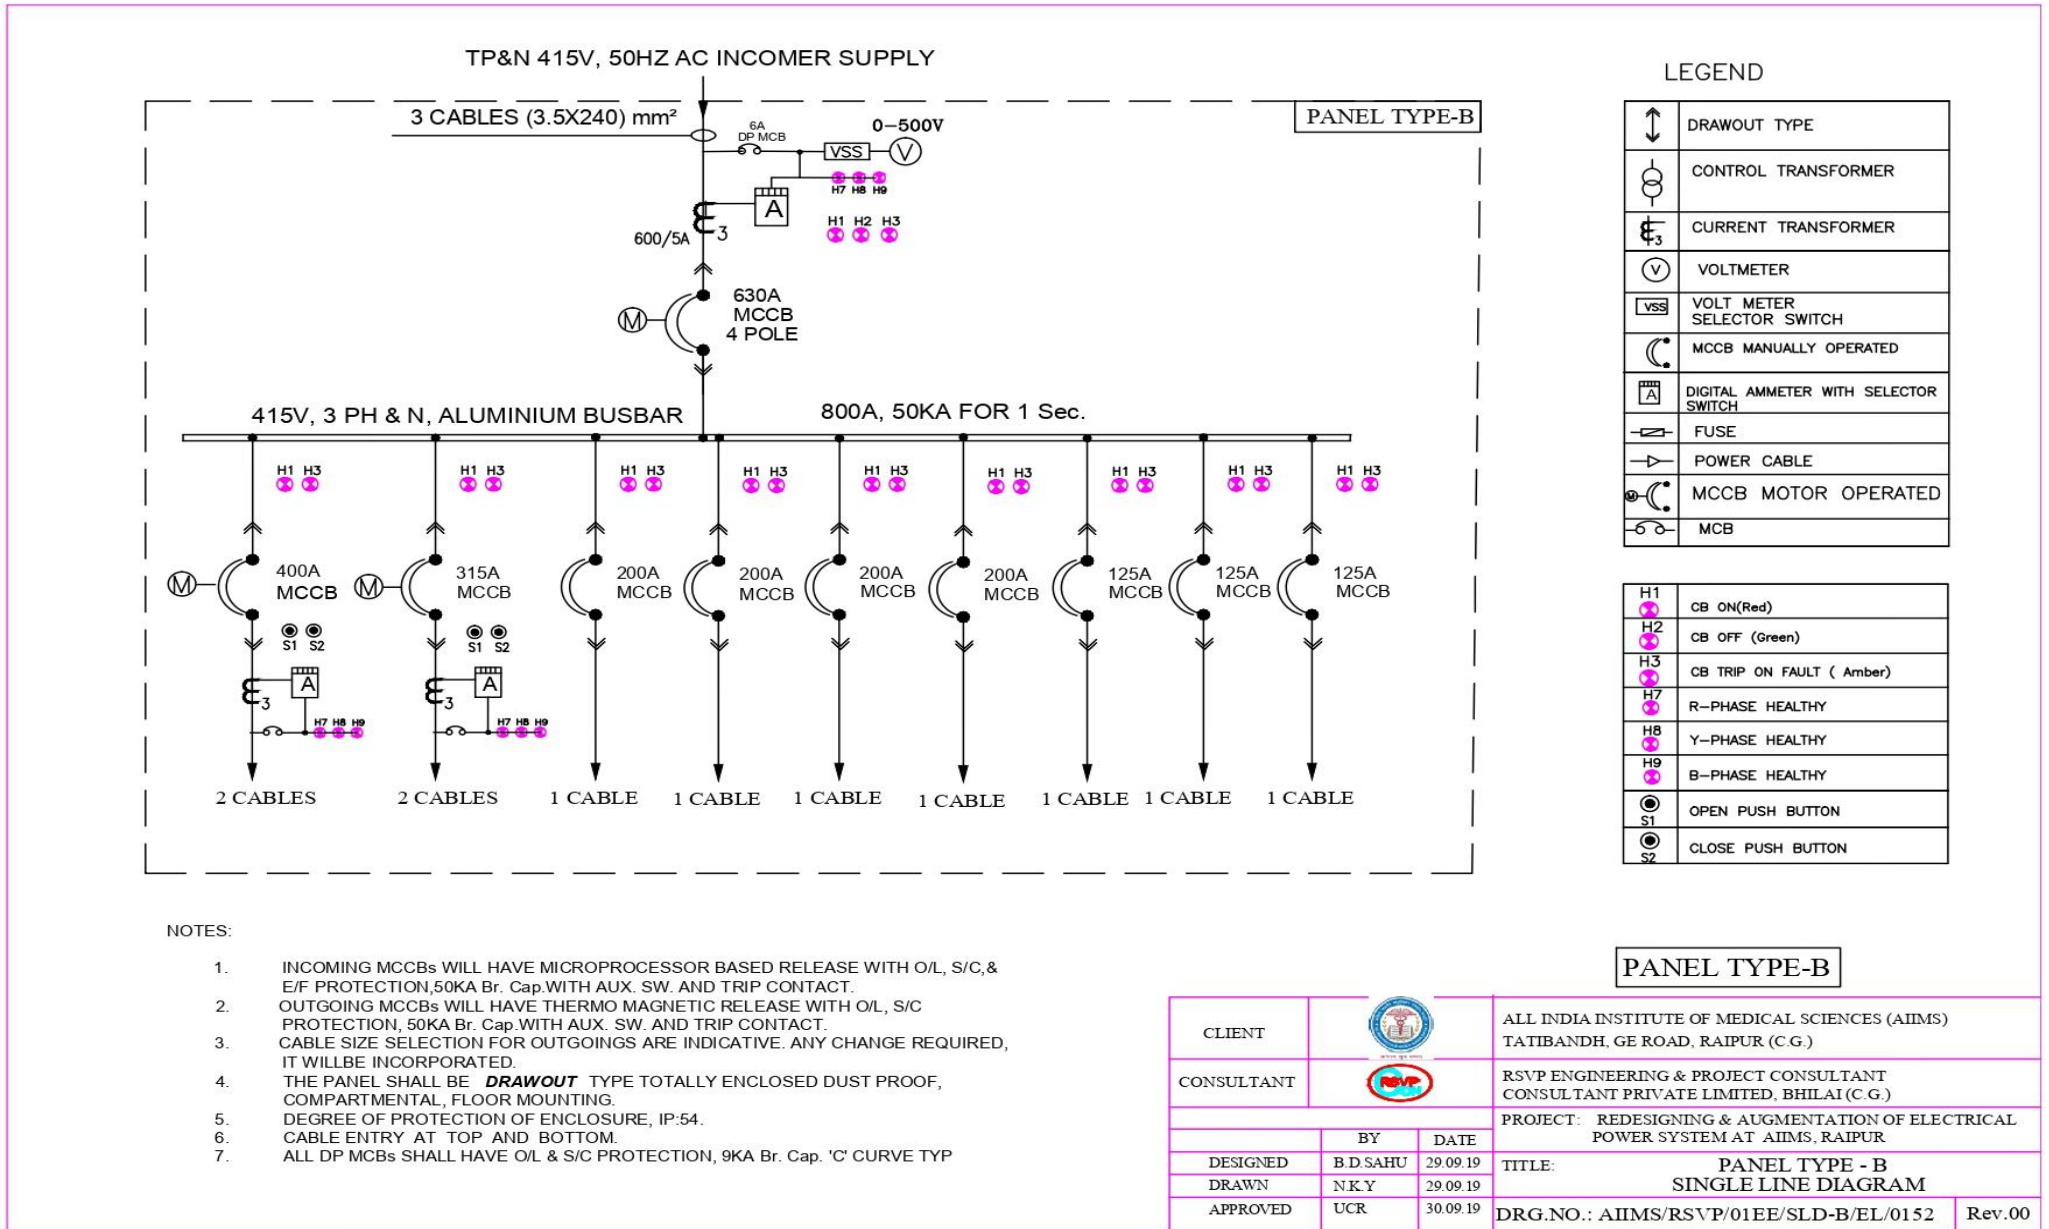 TP&N 415V, 50HZ AC INCOMER SUPPLY
3 CABLES (3.5X240) mm²
PANEL TYPE-B
6A
DP MCB
0-500V
VSS
V
H7 H8 H9
A
H1 H2 H3
600/5A
3
M
630A
MCCB
4 POLE
415V, 3 PH & N, ALUMINIUM BUSBAR
800A, 50KA FOR 1 Sec.
H1 H3
H1 H3
H1 H3
H1 H3
H1 H3
H1 H3
H1 H3
H1 H3
H1 H3
M
400A
MCCB
M
315A
MCCB
200A
MCCB
200A
MCCB
200A
MCCB
200A
MCCB
125A
MCCB
125A
MCCB
125A
MCCB
S1 S2
S1 S2
A
3
A
3
H7 H8 H9
H7 H8 H9
2 CABLES
2 CABLES
1 CABLE
1 CABLE
1 CABLE
1 CABLE
1 CABLE
1 CABLE
1 CABLE
LEGEND
DRAWOUT TYPE
CONTROL TRANSFORMER
3
CURRENT TRANSFORMER
V
VOLTMETER
VSS
VOLT METER
SELECTOR SWITCH
MCCB MANUALLY OPERATED
A
DIGITAL AMMETER WITH SELECTOR
SWITCH
FUSE
POWER CABLE
M
MCCB MOTOR OPERATED
MCB
H1
CB ON(Red)
H2
CB OFF (Green)
H3
CB TRIP ON FAULT ( Amber)
H7
R-PHASE HEALTHY
H8
Y-PHASE HEALTHY
H9
B-PHASE HEALTHY
S1
OPEN PUSH BUTTON
S2
CLOSE PUSH BUTTON
NOTES:
1. INCOMING MCCBs WILL HAVE MICROPROCESSOR BASED RELEASE WITH O/L, S/C,&
E/F PROTECTION,50KA Br. Cap.WITH AUX. SW. AND TRIP CONTACT.
2. OUTGOING MCCBs WILL HAVE THERMO MAGNETIC RELEASE WITH O/L, S/C
PROTECTION, 50KA Br. Cap.WITH AUX. SW. AND TRIP CONTACT.
3. CABLE SIZE SELECTION FOR OUTGOINGS ARE INDICATIVE. ANY CHANGE REQUIRED,
IT WILLBE INCORPORATED.
4. THE PANEL SHALL BE DRAWOUT TYPE TOTALLY ENCLOSED DUST PROOF,
COMPARTMENTAL, FLOOR MOUNTING.
5. DEGREE OF PROTECTION OF ENCLOSURE, IP:54.
6. CABLE ENTRY AT TOP AND BOTTOM.
7. ALL DP MCBs SHALL HAVE O/L & S/C PROTECTION, 9KA Br. Cap. 'C' CURVE TYP
PANEL TYPE-B
CLIENT
ALL INDIA INSTITUTE OF MEDICAL SCIENCES (AIIMS)
TATIBANDH, GE ROAD, RAIPUR (C.G.)
CONSULTANT
RSVP
CON
RSVP ENGINEERING & PROJECT CONSULTANT
CONSULTANT PRIVATE LIMITED, BHILAI (C.G.)
PROJECT: REDESIGNING & AUGMENTATION OF ELECTRICAL
POWER SYSTEM AT AIIMS, RAIPUR
BY DATE
DESIGNED B.D.SAHU 29.09.19
DRAWN N.K.Y 29.09.19
APPROVED UCR 30.09.19
TITLE: PANEL TYPE - B
SINGLE LINE DIAGRAM
DRG.NO.: AIIMS/RSVP/01EE/SLD-B/EL/0152 Rev.00